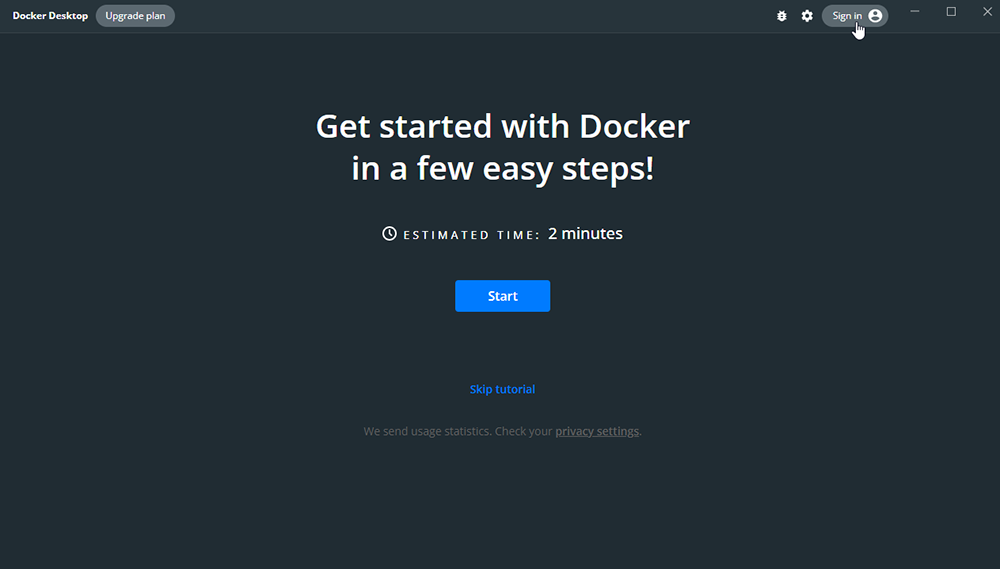 Docker Desktop Upgrade plan Sign in
Get started with Docker
in a few easy steps!
ESTIMATED TIME: 2 minutes
Start
Skip tutorial
We send usage statistics. Check your privacy settings.